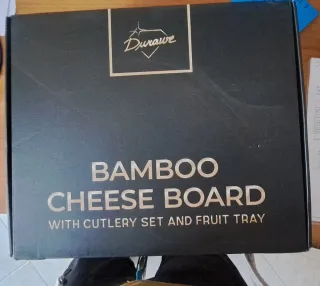 Durawe
BAMBOO
CHEESE BOARD
WITH CUTLERY SET AND FRUIT TRAY